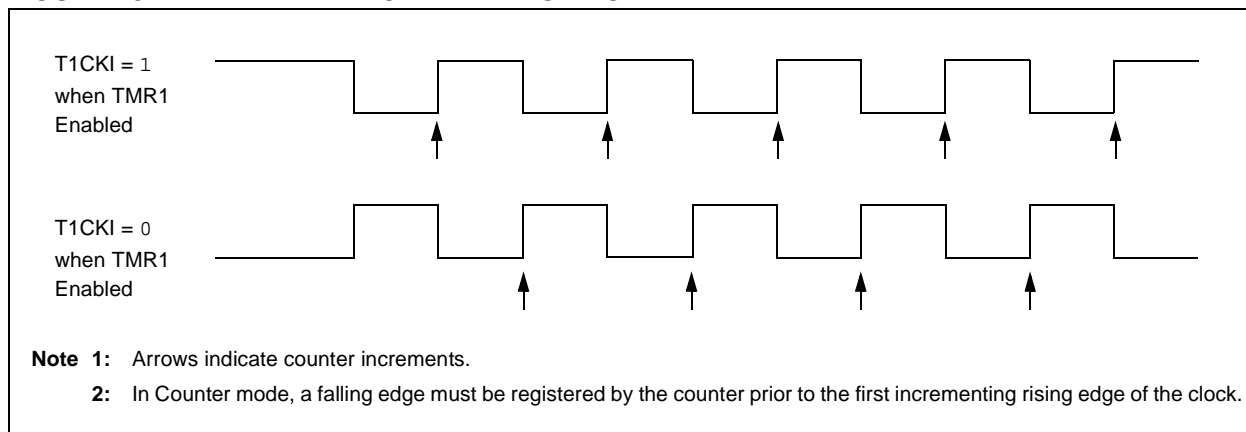 T1CKI = 1
when TMR1
Enabled
T1CKI = 0
when TMR1
Enabled
Note 1: Arrows indicate counter increments.
2: In Counter mode, a falling edge must be registered by the counter prior to the first incrementing rising edge of the clock.